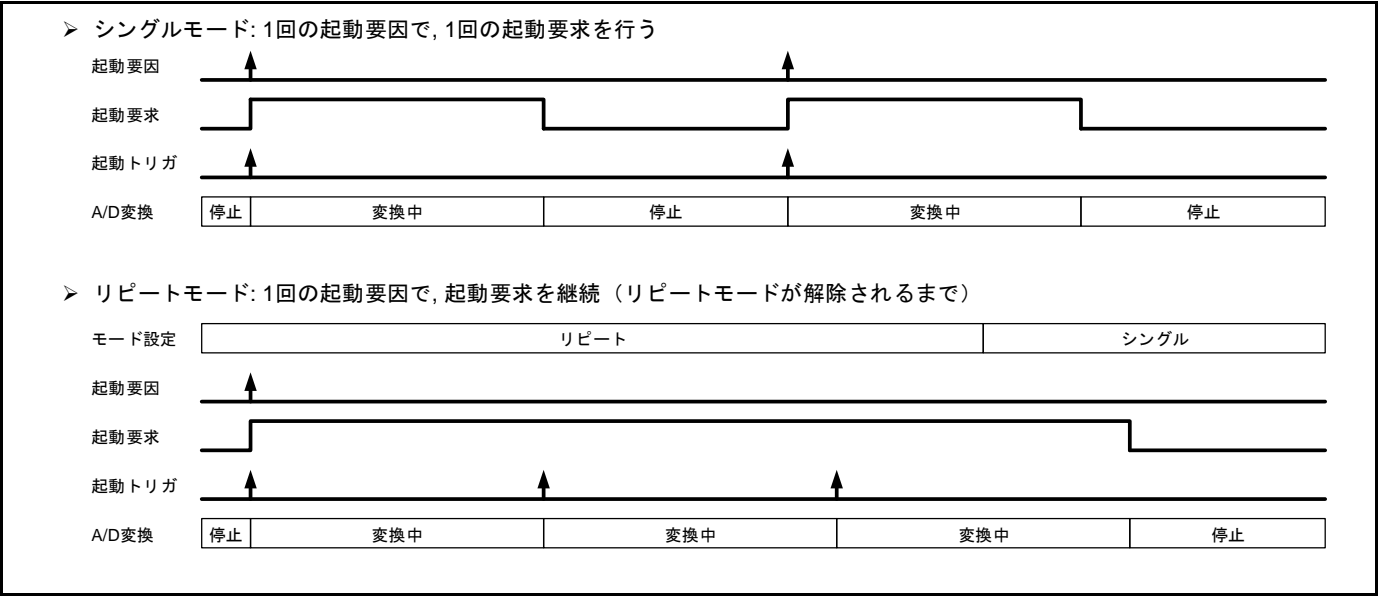 ➢ シングルモード: 1回の起動要因で, 1回の起動要求を行う
起動要因
起動要求
起動トリガ
A/D変換 停止 変換中 停止 変換中 停止
➢ リピートモード: 1回の起動要因で, 起動要求を継続（リピートモードが解除されるまで）
モード設定 リピート シングル
起動要因
起動要求
起動トリガ
A/D変換 停止 変換中 変換中 変換中 停止